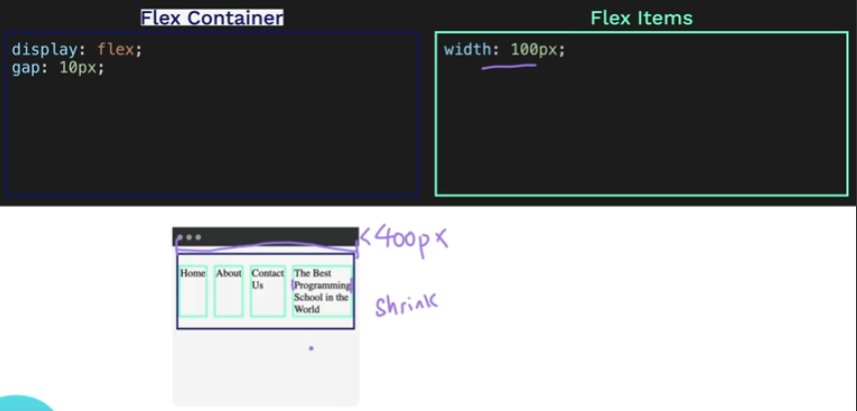 Flex Container
Flex Items
display: flex;
gap: 10px;
width: 100px;
<400px
Home
About
Contact
Us
The Best
Programming
School in the
World
Shrink